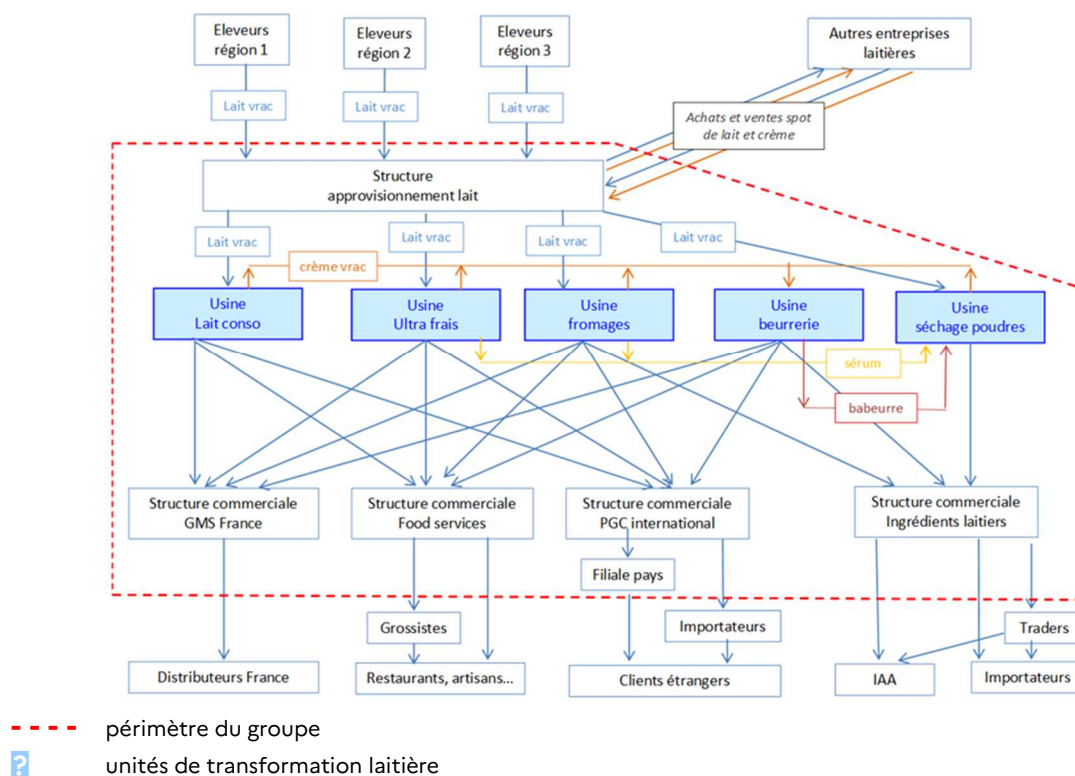 Eleveurs
région 1
Eleveurs
région 2
Eleveurs
région 3
Autres entreprises
laitières
Lait vrac
Lait vrac
Lait vrac
Achats et ventes spot
de lait et crème
Structure
approvisionnement lait
Lait vrac
Lait vrac
Lait vrac
Lait vrac
crème vrac
Usine
Lait conso
Usine
Ultra frais
Usine
fromages
Usine
beurrerie
Usine
séchage poudres
sérum
babeurre
Structure commerciale
GMS France
Structure commerciale
Food services
Structure commerciale
PGC international
Structure commerciale
Ingrédients laitiers
Filiale pays
Grossistes
Importateurs
Traders
Distributeurs France
Restaurants, artisans...
Clients étrangers
IAA
Importateurs
périmètre du groupe
? unités de transformation laitière